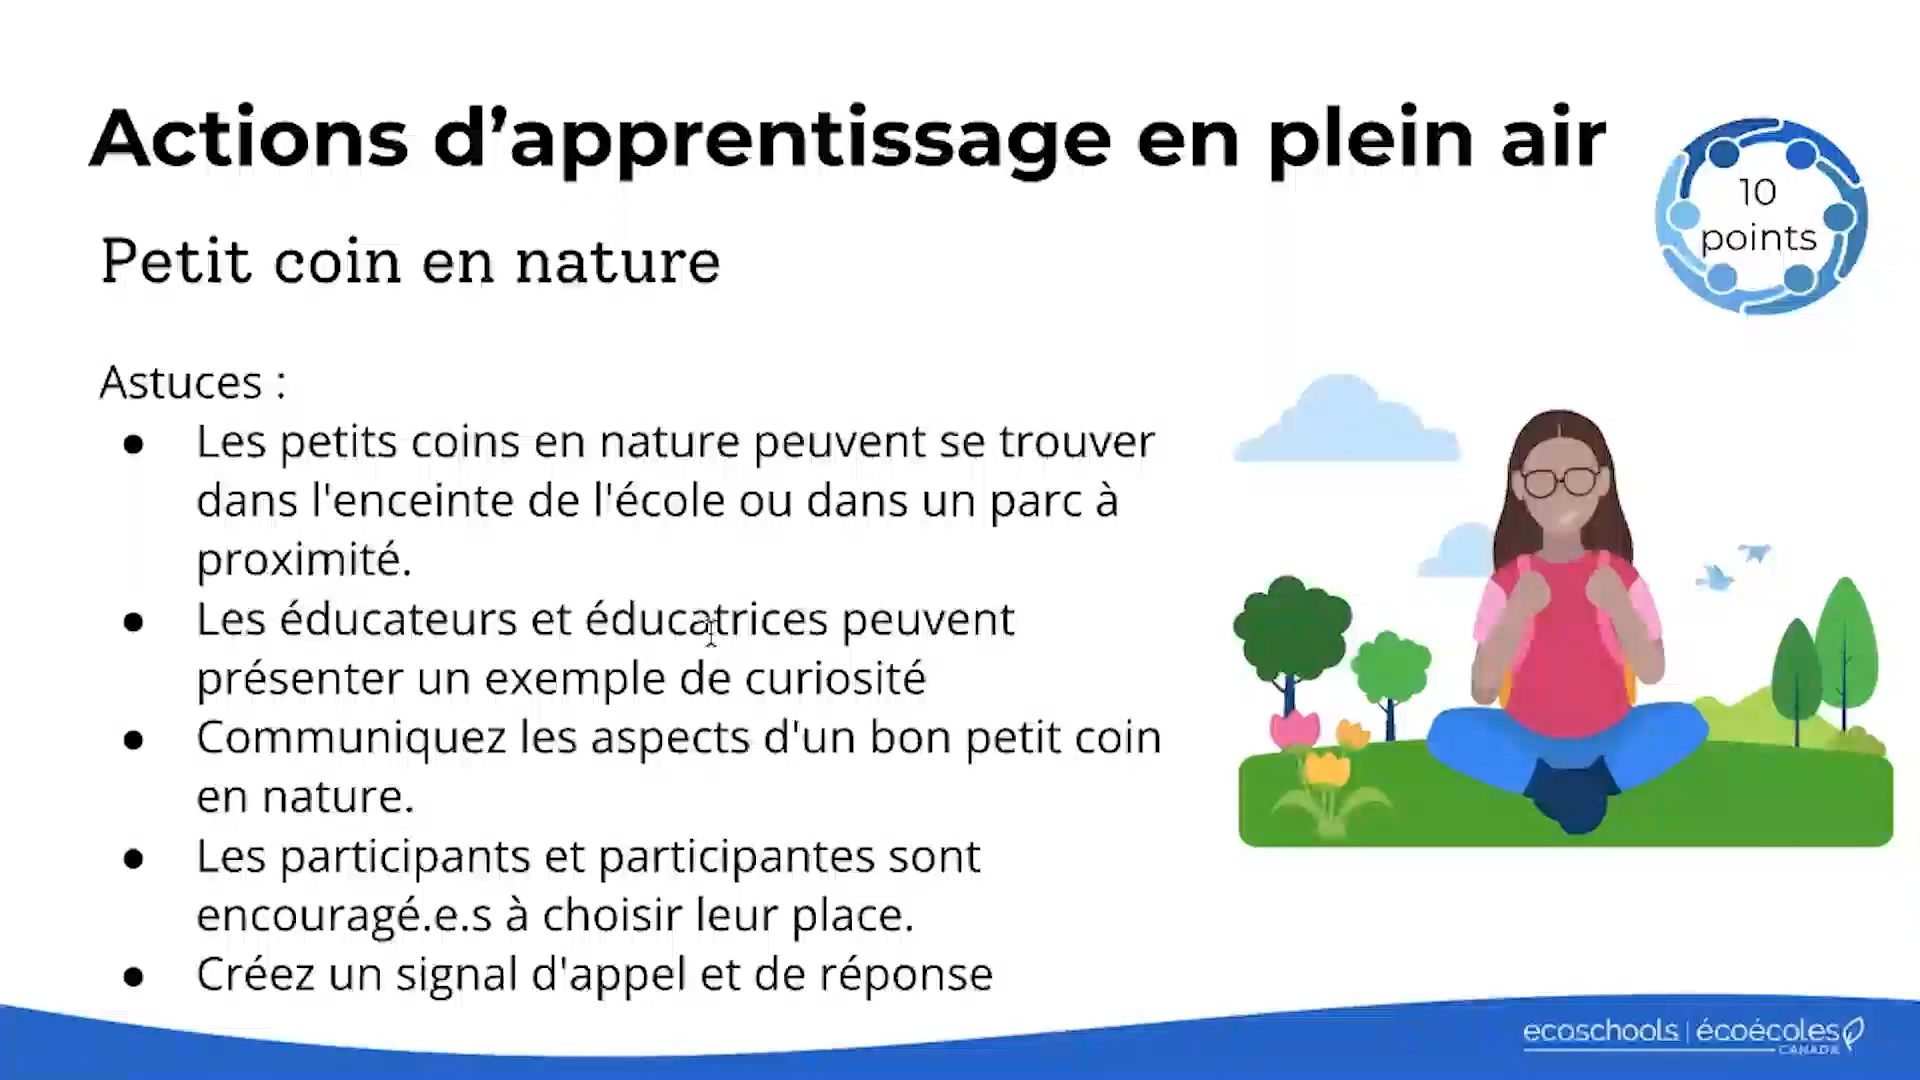 Actions d’apprentissage en plein air
10
points
Petit coin en nature
Astuces :
● Les petits coins en nature peuvent se trouver
dans l'enceinte de l'école ou dans un parc à
proximité.
● Les éducateurs et éducatrices peuvent
présenter un exemple de curiosité
● Communiquez les aspects d'un bon petit coin
en nature.
● Les participants et participantes sont
encouragé.e.s à choisir leur place.
● Créez un signal d'appel et de réponse
ecoschools | écoécoles
CANADA